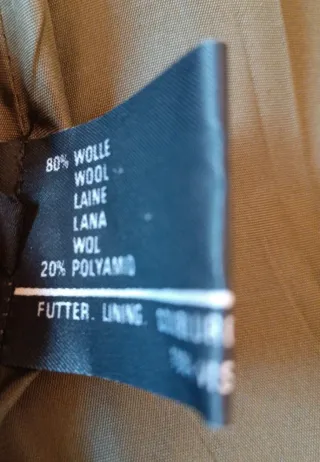 80% WOLLE
WOOL
LAINE
LANA
WOL
20% POLYAMID
FUTTER. LINING.